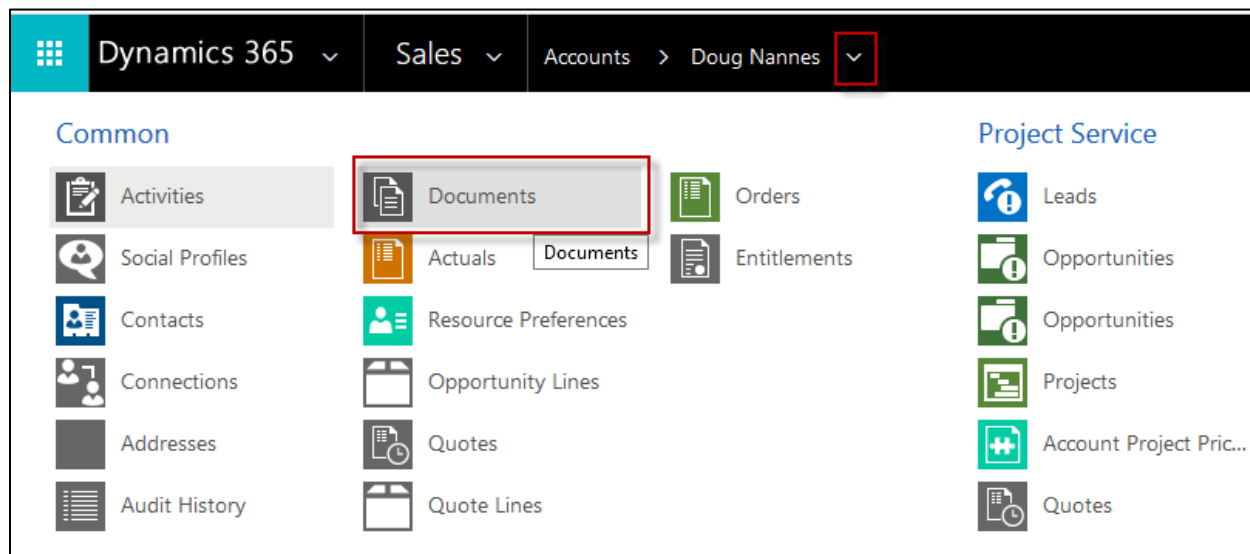 Dynamics 365 Sales Accounts > Doug Nannes
Common
Activities
Social Profiles
Contacts
Connections
Addresses
Audit History
Documents
Actuals
Documents
Resource Preferences
Opportunity Lines
Quotes
Quote Lines
Orders
Entitlements
Project Service
Leads
Opportunities
Opportunities
Projects
Account Project Pric...
Quotes